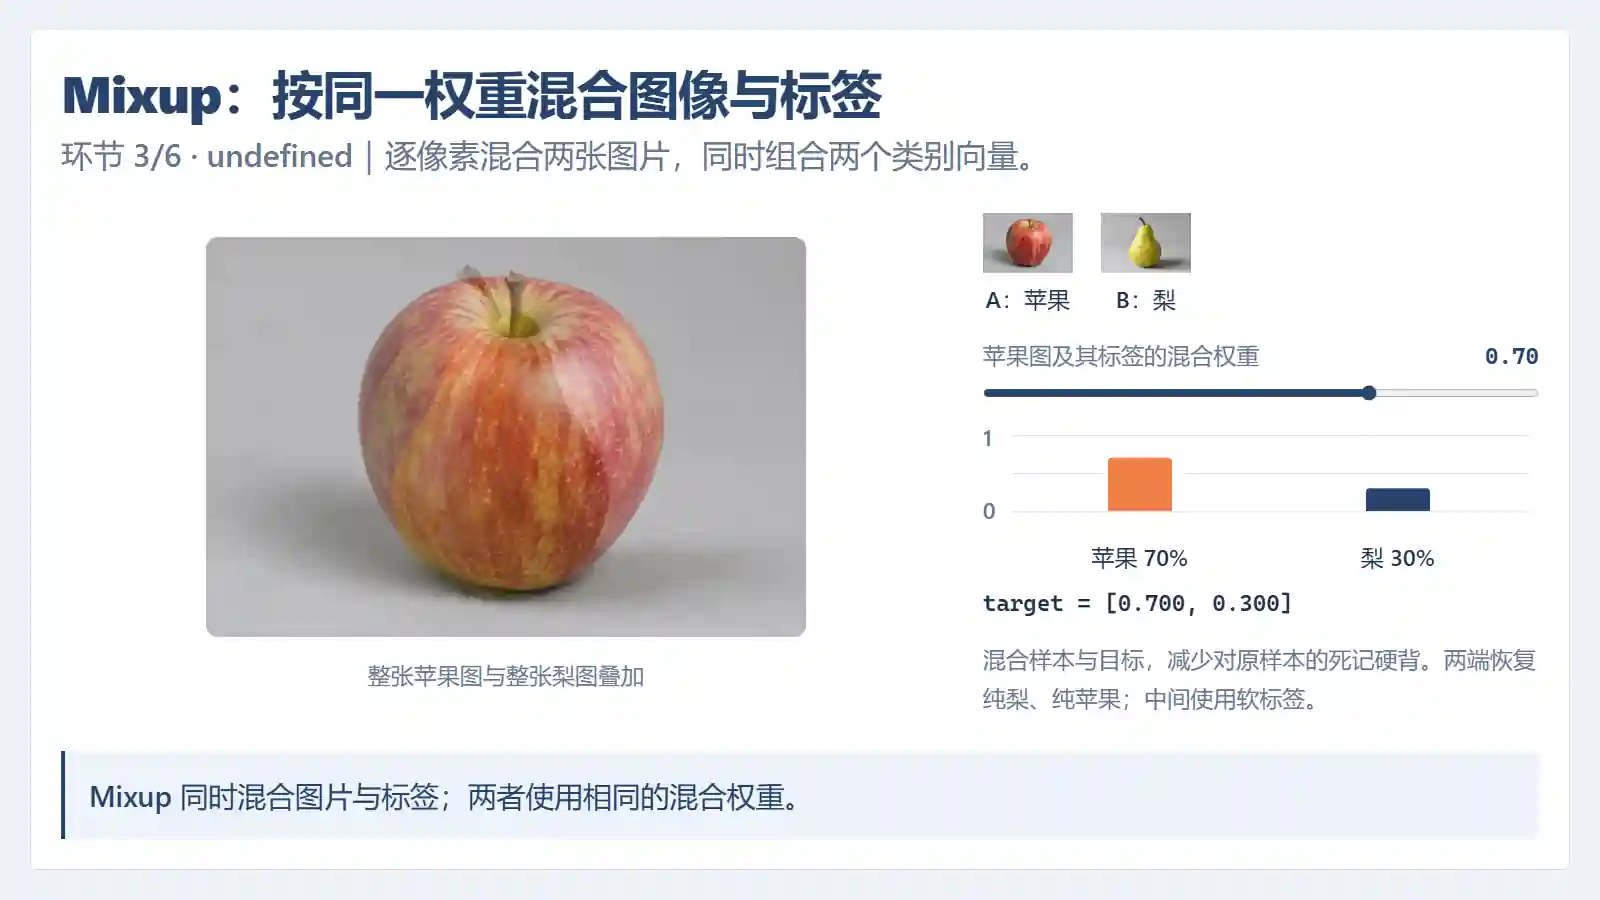 Mixup：按同一权重混合图像与标签
环节 3/6 · undefined｜逐像素混合两张图片，同时组合两个类别向量。
A：苹果
B：梨
苹果图及其标签的混合权重
0.70
1
0
苹果 70%
梨 30%
target = [0.700, 0.300]
混合样本与目标，减少对原样本的死记硬背。两端恢复
纯梨、纯苹果；中间使用软标签。
整张苹果图与整张梨图叠加
Mixup 同时混合图片与标签；两者使用相同的混合权重。